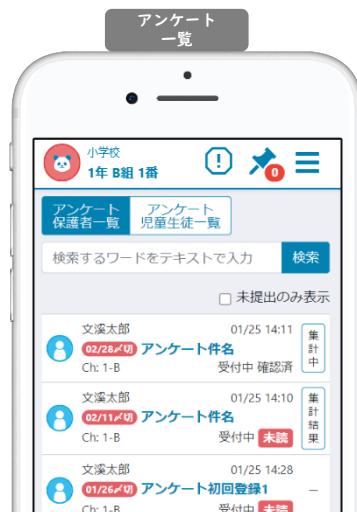 アンケート
一覧
小学校
1年 B組 1番
0
アンケート
保護者一覧
アンケート
児童生徒一覧
検索するワードをテキストで入力
検索
未提出のみ表示
文溪太郎 01/25 14:11
02/28〆切 アンケート件名
Ch: 1-B 受付中 確認済
集計中
文溪太郎 01/25 14:10
02/11〆切 アンケート件名
Ch: 1-B 受付中 未読
集計結果
文溪太郎 01/25 14:28
01/26〆切 アンケート初回登録1 –
Ch: 1-B 受付中 未読